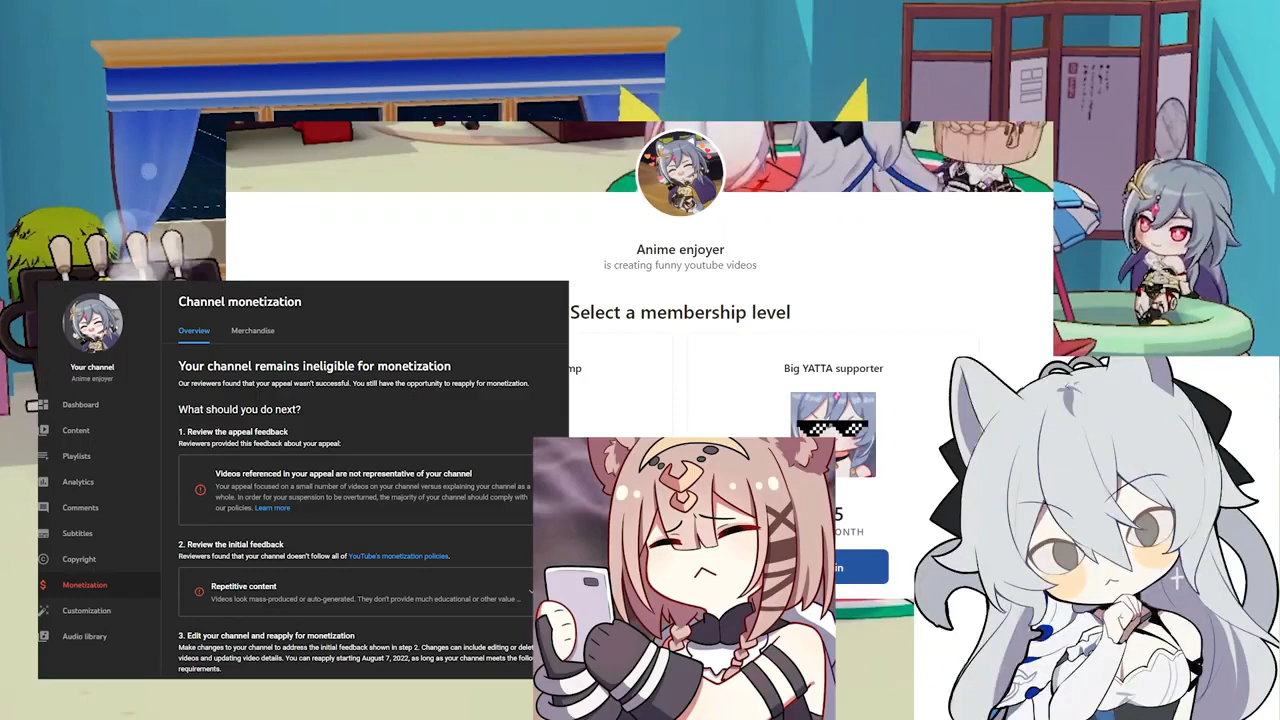 Anime enjoyer
is creating funny youtube videos
Select a membership level
mp
Big YATTA supporter
5
ONTH
in
Your channel
Anime enjoyer
Dashboard
Content
Playlists
Analytics
Comments
Subtitles
Copyright
Monetization
Customization
Audio library
Channel monetization
Overview Merchandise
Your channel remains ineligible for monetization
Our reviewers found that your appeal wasn't successful. You still have the opportunity to reapply for monetization.
What should you do next?
1. Review the appeal feedback
Reviewers provided this feedback about your appeal:
Videos referenced in your appeal are not representative of your channel
Your appeal focused on a small number of videos on your channel versus explaining your channel as a
whole. In order for your suspension to be overturned, the majority of your channel should comply with
our policies. Learn more
2. Review the initial feedback
Reviewers found that your channel doesn't follow all of YouTube's monetization policies.
Repetitive content
Videos look mass-produced or auto-generated. They don't provide much educational or other value ...
3. Edit your channel and reapply for monetization
Make changes to your channel to address the initial feedback shown in step 2. Changes can include editing or dele
videos and updating video details. You can reapply starting August 7, 2022, as long as your channel meets the follo
requirements.